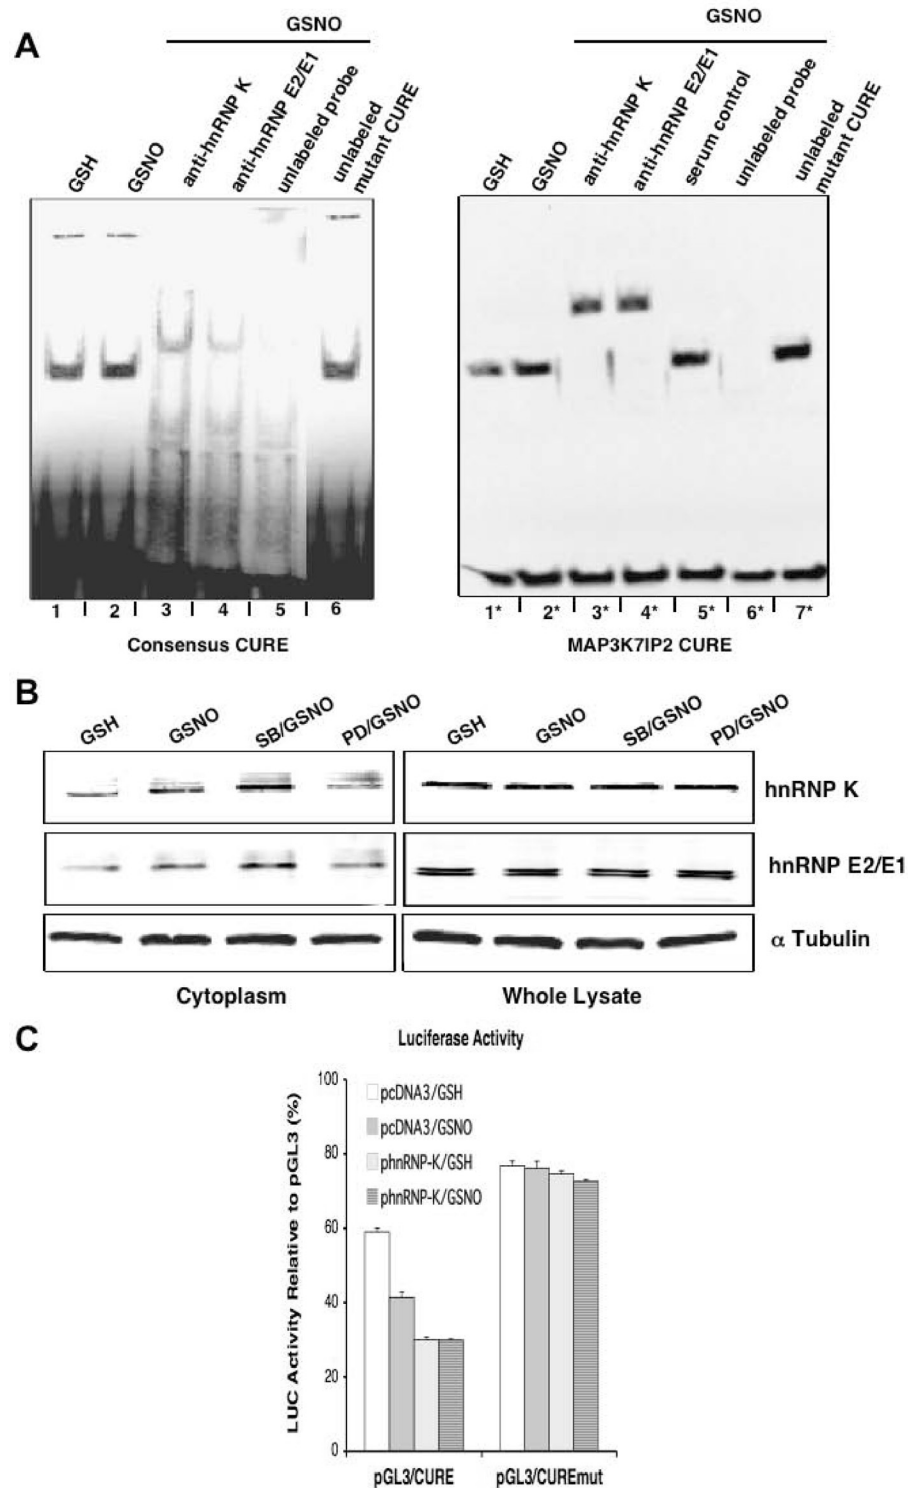 A
GSNO
GSH
GSNO
anti-hnRNP K
anti-hnRNP E2/E1
unlabeled probe
unlabeled
mutant CURE
1 2 3 4 5 6
Consensus CURE
GSNO
GSH
GSNO
anti-hnRNP K
anti-hnRNP E2/E1
serum control
unlabeled probe
unlabeled
mutant CURE
1* 2* 3* 4* 5* 6* 7*
MAP3K7IP2 CURE
B
GSH GSNO SB/GSNO PD/GSNO GSH GSNO SB/GSNO PD/GSNO
hnRNP K
hnRNP E2/E1
α Tubulin
Cytoplasm Whole Lysate
C
Luciferase Activity
LUC Activity Relative to pGL3 (%)
100
80
60
40
20
0
pcDNA3/GSH
pcDNA3/GSNO
phnRNP-K/GSH
phnRNP-K/GSNO
pGL3/CURE pGL3/CUREmut